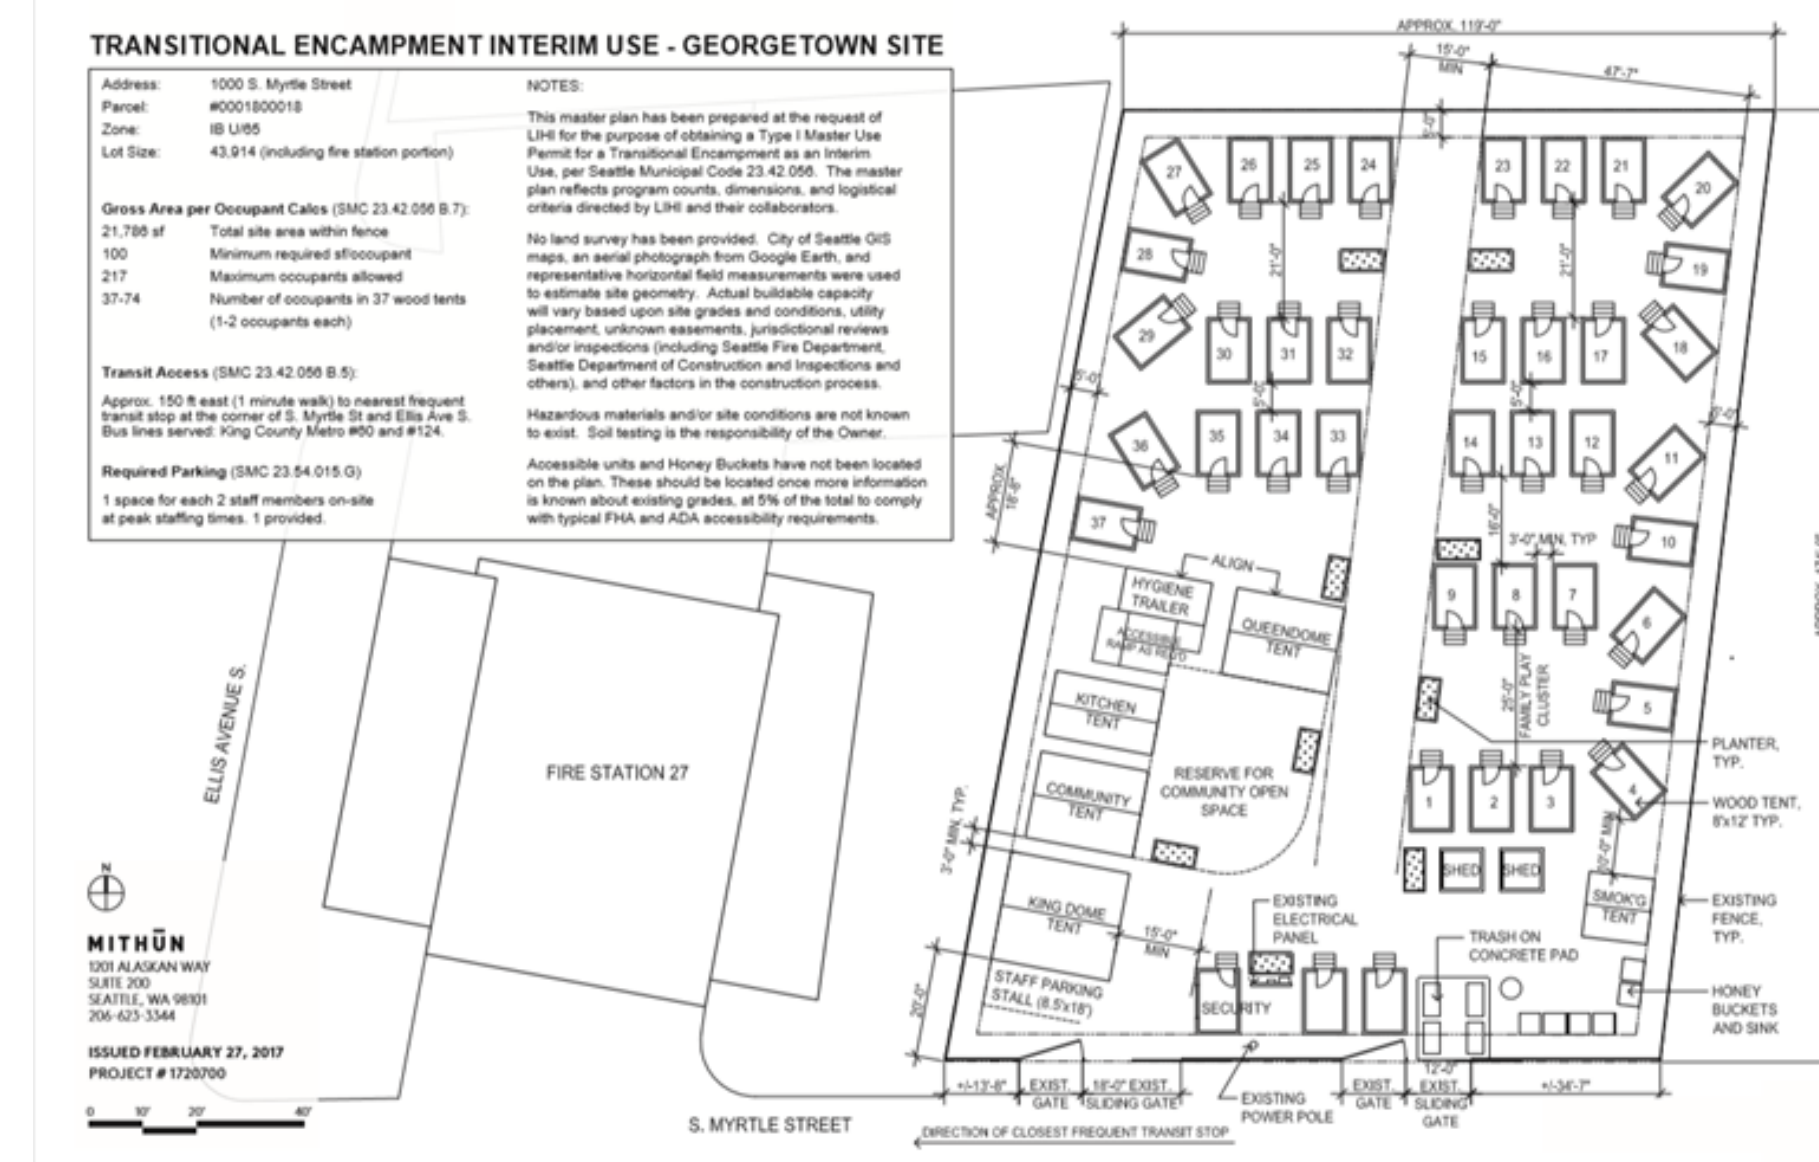 TRANSITIONAL ENCAMPMENT INTERIM USE - GEORGETOWN SITE
Address: 1000 S. Myrtle Street
Parcel: #0001800018
Zone: IB U/65
Lot Size: 43,914 (including fire station portion)
Gross Area per Occupant Calcs (SMC 23.42.056 B.7):
21,786 sf Total site area within fence
100 Minimum required sf/occupant
217 Maximum occupants allowed
37-74 Number of occupants in 37 wood tents
(1-2 occupants each)
Transit Access (SMC 23.42.056 B.5):
Approx. 150 ft east (1 minute walk) to nearest frequent
transit stop at the corner of S. Myrtle St and Ellis Ave S.
Bus lines served: King County Metro #60 and #124.
Required Parking (SMC 23.54.015.G)
1 space for each 2 staff members on-site
at peak staffing times. 1 provided.
NOTES:
This master plan has been prepared at the request of
LIHI for the purpose of obtaining a Type I Master Use
Permit for a Transitional Encampment as an Interim
Use, per Seattle Municipal Code 23.42.056. The master
plan reflects program counts, dimensions, and logistical
criteria directed by LIHI and their collaborators.
No land survey has been provided. City of Seattle GIS
maps, an aerial photograph from Google Earth, and
representative horizontal field measurements were used
to estimate site geometry. Actual buildable capacity
will vary based upon site grades and conditions, utility
placement, unknown easements, jurisdictional reviews
and/or inspections (including Seattle Fire Department,
Seattle Department of Construction and Inspections and
others), and other factors in the construction process.
Hazardous materials and/or site conditions are not known
to exist. Soil testing is the responsibility of the Owner.
Accessible units and Honey Buckets have not been located
on the plan. These should be located once more information
is known about existing grades, at 5% of the total to comply
with typical FHA and ADA accessibility requirements.
APPROX. 119'-0"
15'-0"
MIN
47'-7"
5'-0"
27
26
25
24
23
22
21
20
28
21'-0"
21'-0"
19
29
30
31
32
15
16
17
18
5'-0"
5'-0"
5'-0"
36
35
34
33
14
13
12
11
APPROX.
18'-8"
37
16'-0"
3'-0" MIN, TYP
10
ALIGN
HYGIENE
TRAILER
ACCESSIBLE
RAMP AS REQ'D
QUEENDOME
TENT
9
8
7
6
KITCHEN
TENT
25'-0"
FAMILY PLAY
CLUSTER
5
PLANTER,
TYP.
ELLIS AVENUE S.
FIRE STATION 27
COMMUNITY
TENT
RESERVE FOR
COMMUNITY OPEN
SPACE
1
2
3
4
WOOD TENT,
8'x12' TYP.
3'-0" MIN, TYP.
SHED
SHED
KING DOME
TENT
15'-0"
MIN
EXISTING
ELECTRICAL
PANEL
SMOK'G
TENT
EXISTING
FENCE,
TYP.
TRASH ON
CONCRETE PAD
STAFF PARKING
STALL (8.5'x18')
20'-0"
SECURITY
HONEY
BUCKETS
AND SINK
N
MITHŪN
1201 ALASKAN WAY
SUITE 200
SEATTLE, WA 98101
206-623-3344
ISSUED FEBRUARY 27, 2017
PROJECT # 1720700
0 10' 20' 40'
+/-13'-8"
EXIST.
GATE
18'-0" EXIST.
SLIDING GATE
EXISTING
POWER POLE
EXIST.
GATE
12'-0"
EXIST.
SLIDING
GATE
+/-34'-7"
S. MYRTLE STREET
DIRECTION OF CLOSEST FREQUENT TRANSIT STOP